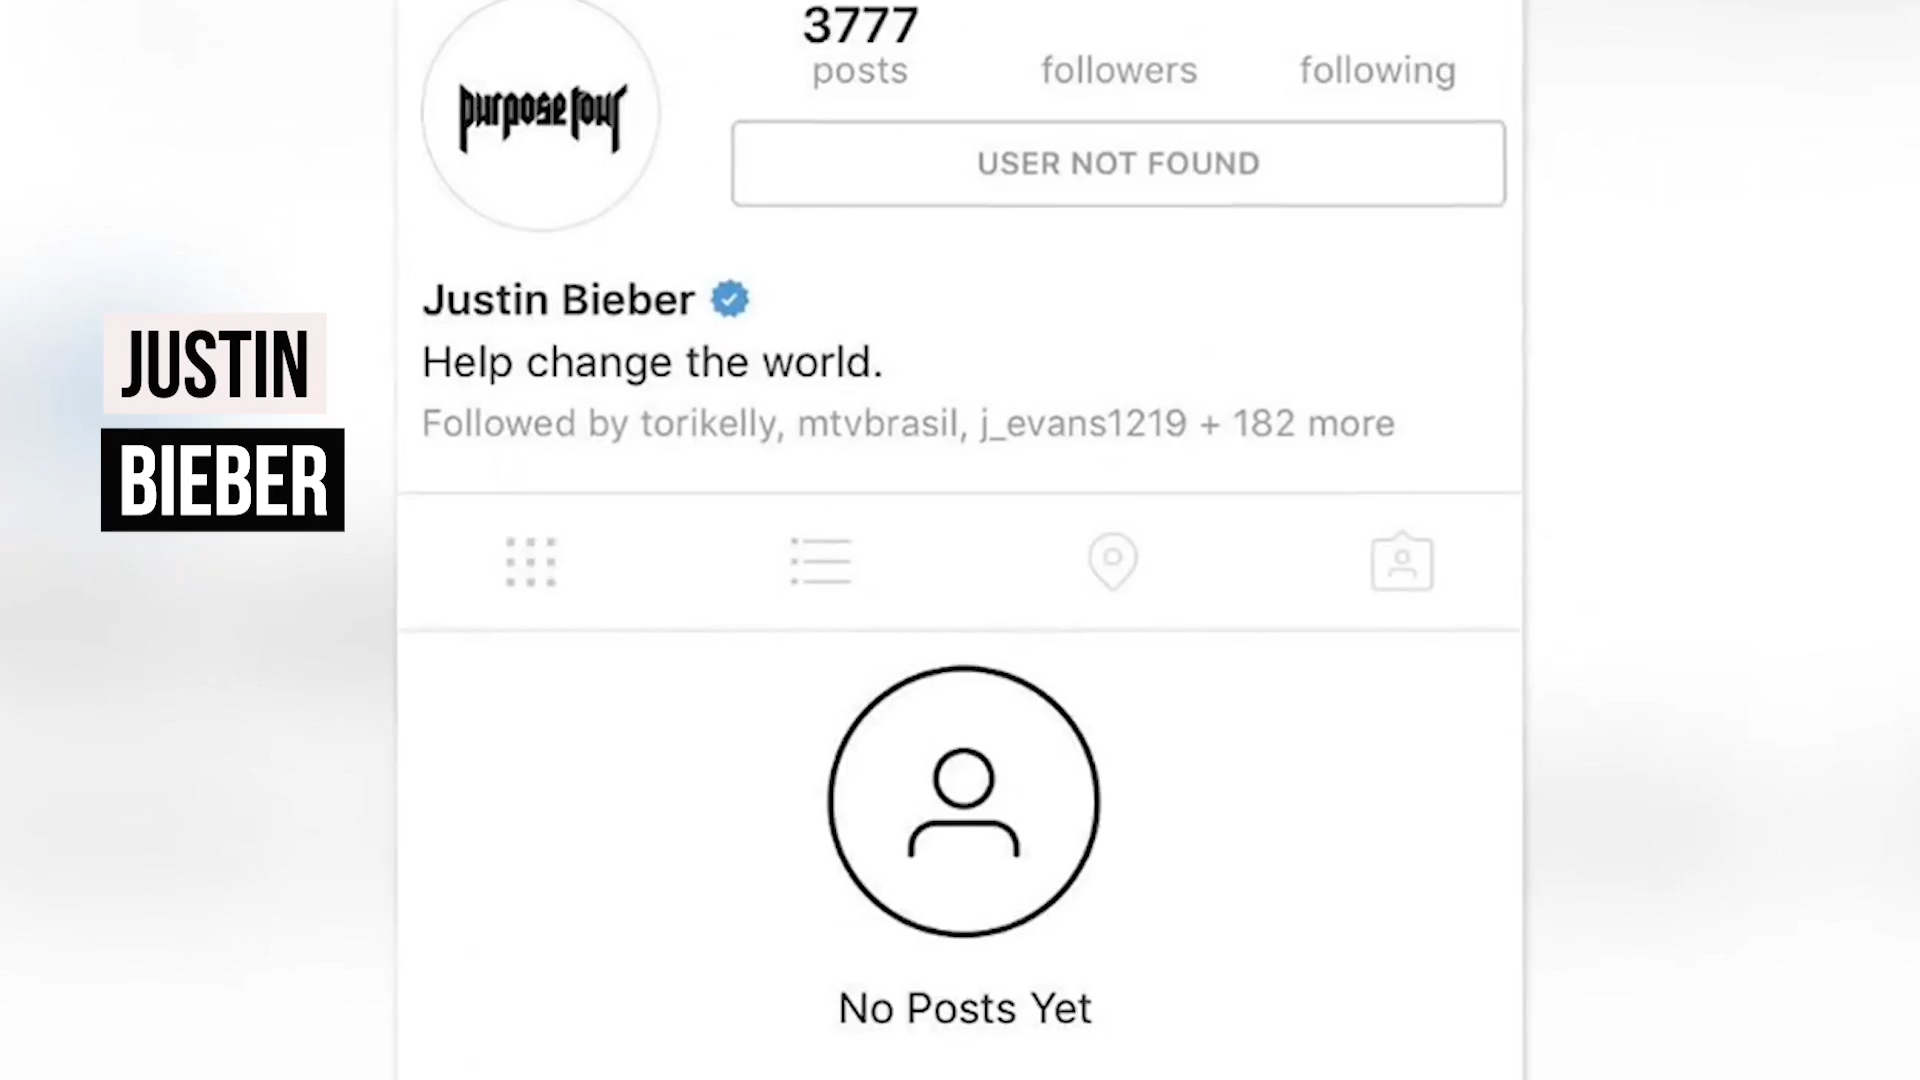 3777
posts
followers
following
purpose tour
USER NOT FOUND
Justin Bieber
Help change the world.
Followed by torikelly, mtvbrasil, j_evans1219 + 182 more
JUSTIN
BIEBER
No Posts Yet